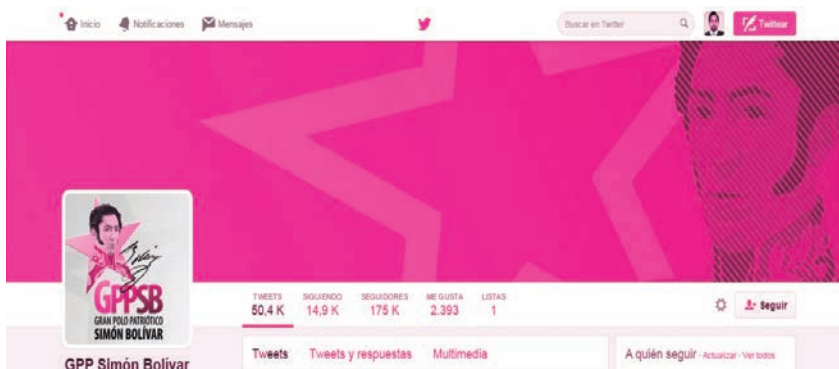 Inicio Notificaciones Mensajes Buscar en Twitter Twittear
GPPSB
GRAN POLO PATRIÓTICO
SIMÓN BOLÍVAR
GPP Simón Bolívar
TWEETS SIGUIENDO SEGUIDORES ME GUSTA LISTAS
50,4 K 14,9 K 175 K 2.393 1
Seguir
Tweets Tweets y respuestas Multimedia
A quién seguir · Actualizar · Ver todos